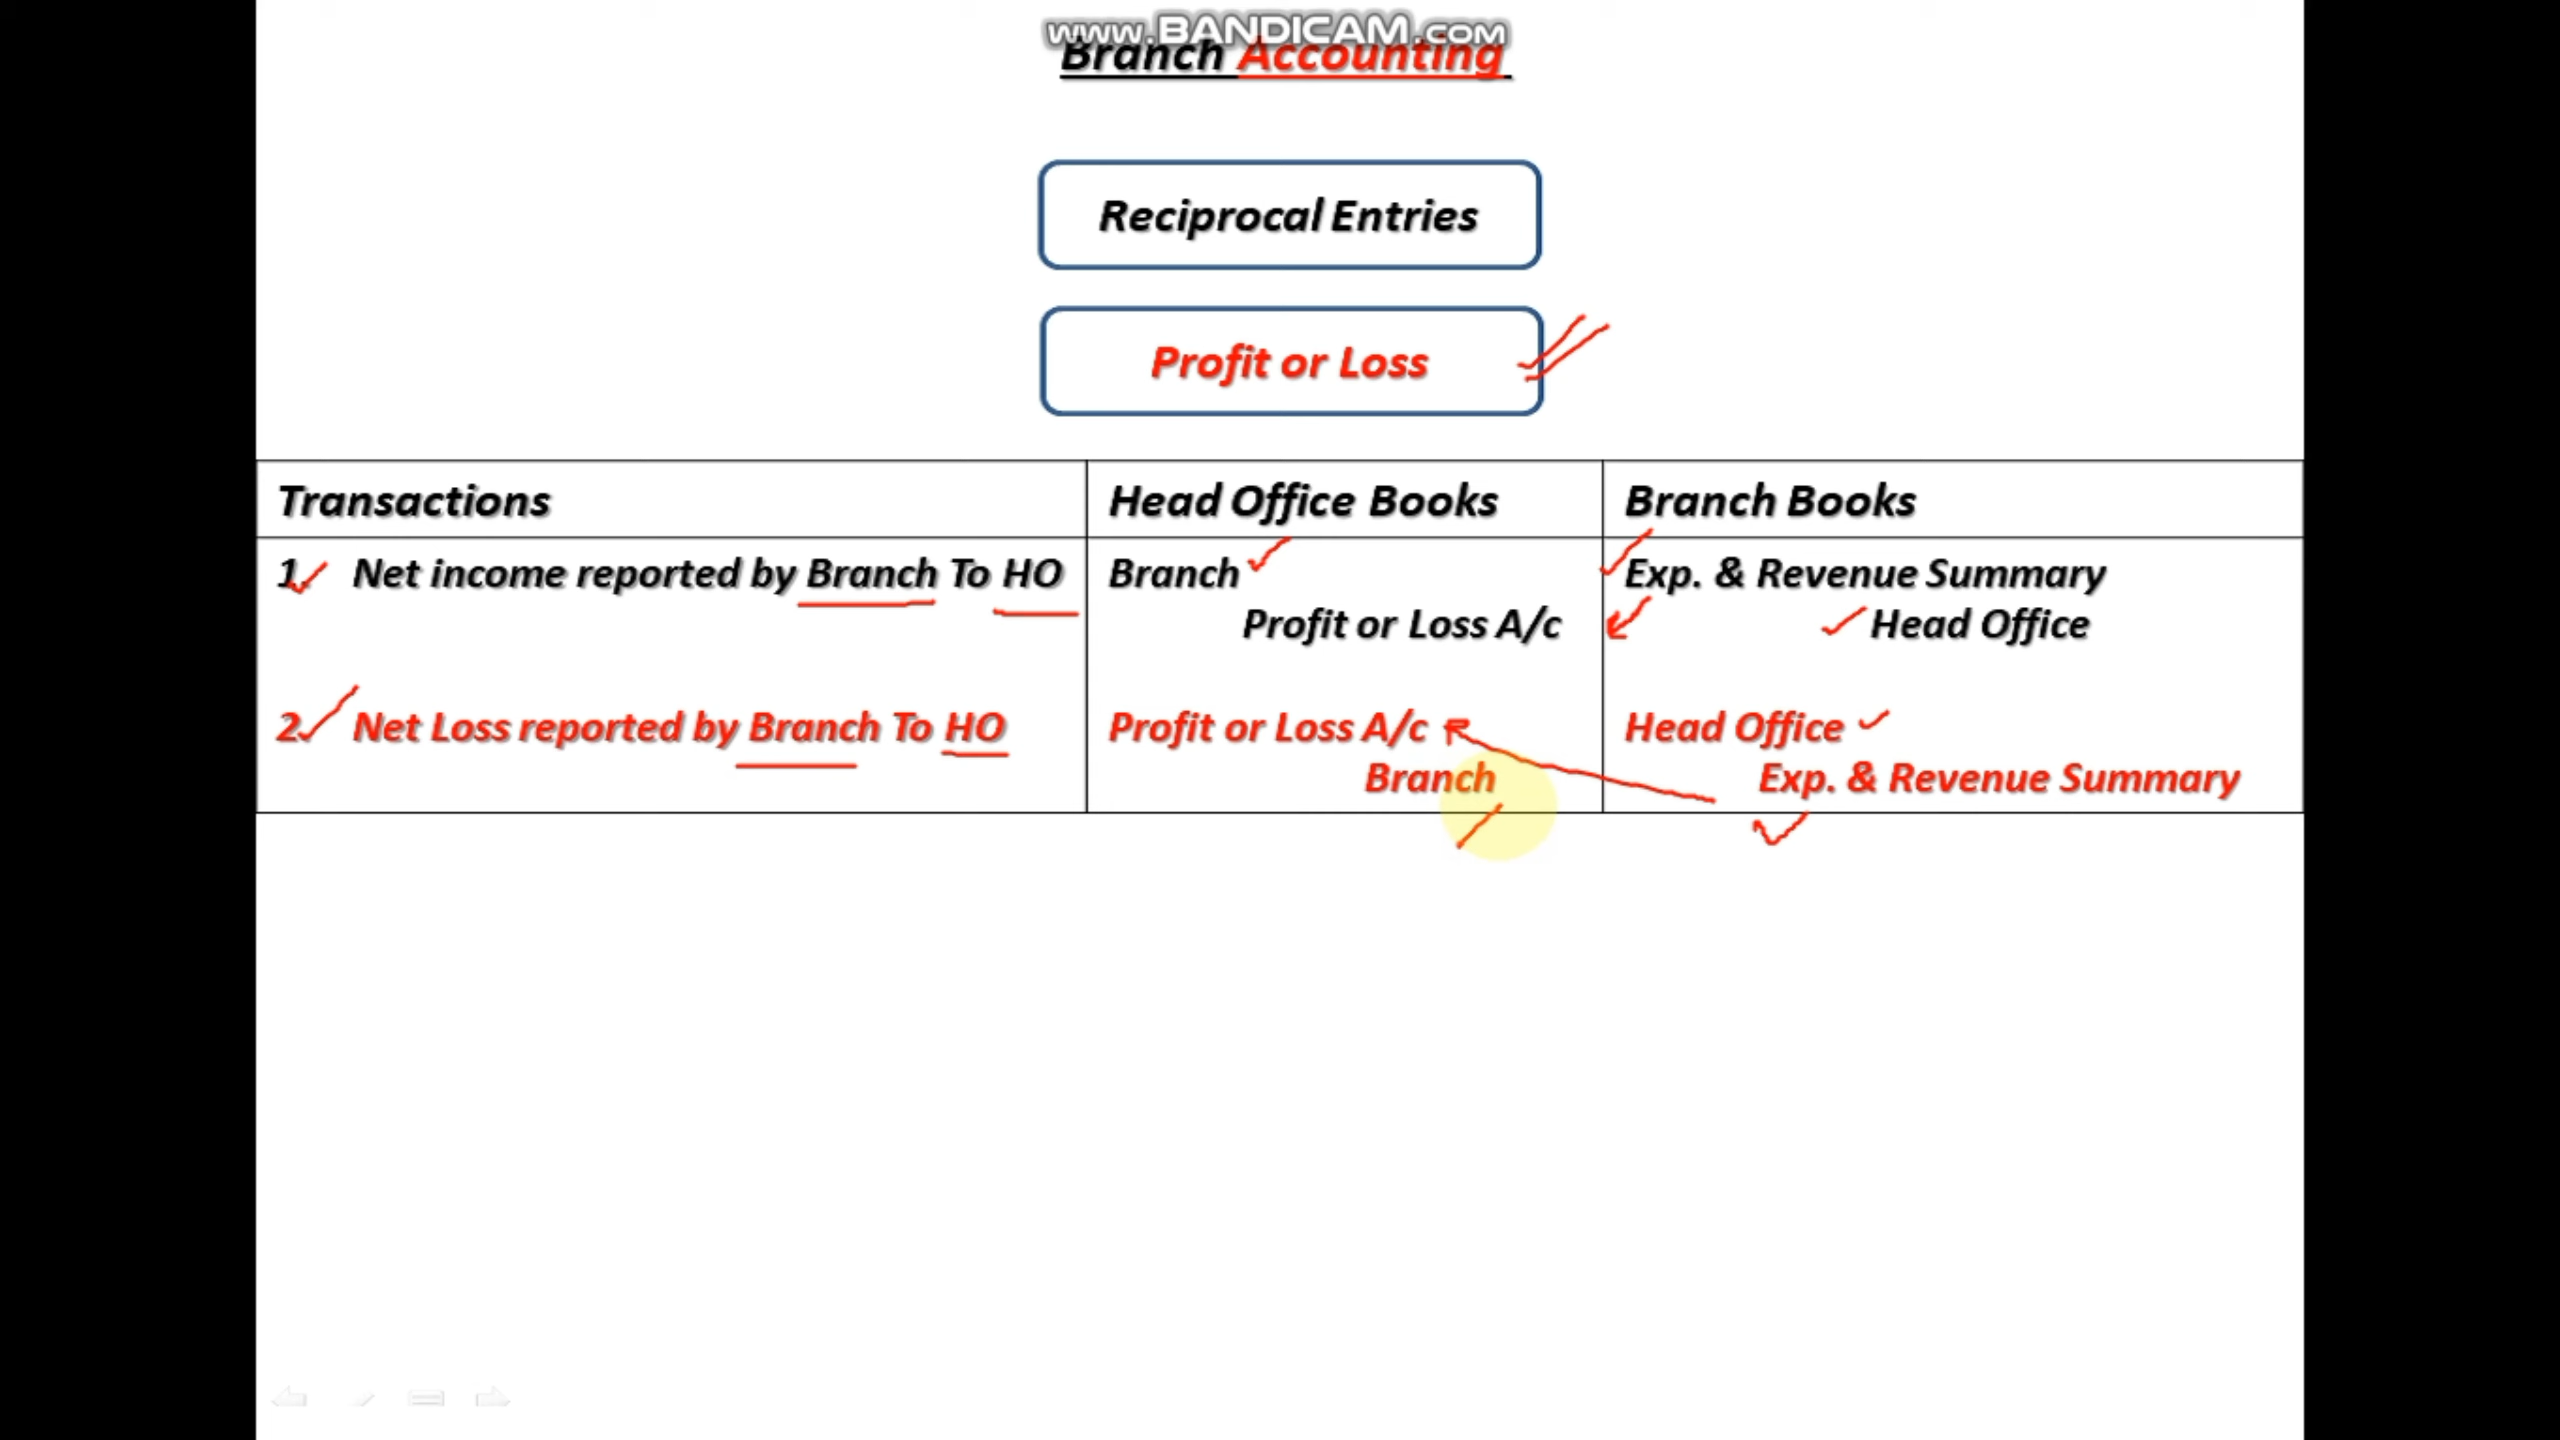 www.BANDICAM.com
Branch Accounting
Reciprocal Entries
Profit or Loss
Transactions
Head Office Books
Branch Books
1. Net income reported by Branch To HO
Branch
Exp. & Revenue Summary
Profit or Loss A/c
Head Office
2. Net Loss reported by Branch To HO
Profit or Loss A/c
Head Office
Branch
Exp. & Revenue Summary